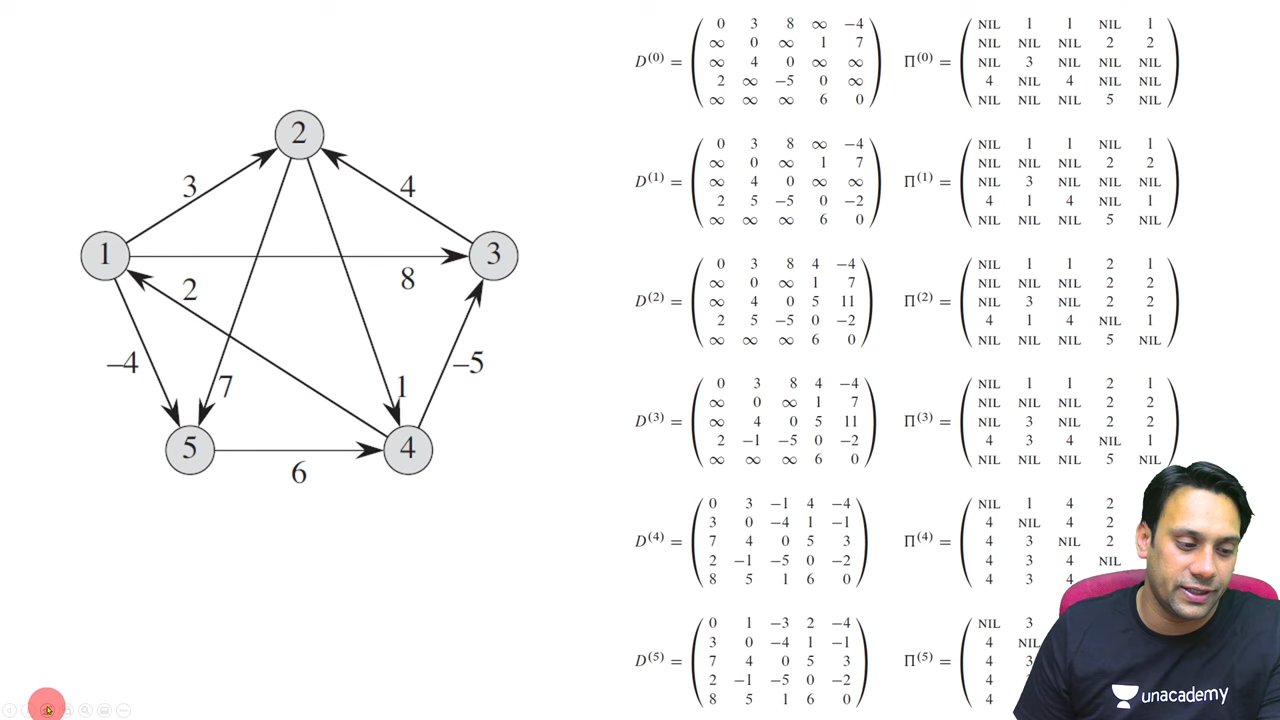 2
3
4
1
3
8
2
-4
7
1
-5
5
4
6
D(0) =
0 3 8 ∞ -4
∞ 0 ∞ 1 7
∞ 4 0 ∞ ∞
2 ∞ -5 0 ∞
∞ ∞ ∞ 6 0
Π(0) =
NIL 1 1 NIL 1
NIL NIL NIL 2 2
NIL 3 NIL NIL NIL
4 NIL 4 NIL NIL
NIL NIL NIL 5 NIL
D(1) =
0 3 8 ∞ -4
∞ 0 ∞ 1 7
∞ 4 0 ∞ ∞
2 5 -5 0 -2
∞ ∞ ∞ 6 0
Π(1) =
NIL 1 1 NIL 1
NIL NIL NIL 2 2
NIL 3 NIL NIL NIL
4 1 4 NIL 1
NIL NIL NIL 5 NIL
D(2) =
0 3 8 4 -4
∞ 0 ∞ 1 7
∞ 4 0 5 11
2 5 -5 0 -2
∞ ∞ ∞ 6 0
Π(2) =
NIL 1 1 2 1
NIL NIL NIL 2 2
NIL 3 NIL 2 2
4 1 4 NIL 1
NIL NIL NIL 5 NIL
D(3) =
0 3 8 4 -4
∞ 0 ∞ 1 7
∞ 4 0 5 11
2 -1 -5 0 -2
∞ ∞ ∞ 6 0
Π(3) =
NIL 1 1 2 1
NIL NIL NIL 2 2
NIL 3 NIL 2 2
4 3 4 NIL 1
NIL NIL NIL 5 NIL
D(4) =
0 3 -1 4 -4
3 0 -4 1 -1
7 4 0 5 3
2 -1 -5 0 -2
8 5 1 6 0
Π(4) =
NIL 1 4 2
4 NIL 4 2
4 3 NIL 2
4 3 4 NIL
4 3 4
D(5) =
0 1 -3 2 -4
3 0 -4 1 -1
7 4 0 5 3
2 -1 -5 0 -2
8 5 1 6 0
Π(5) =
NIL 3
4 NIL
4 3
4
4
unacademy